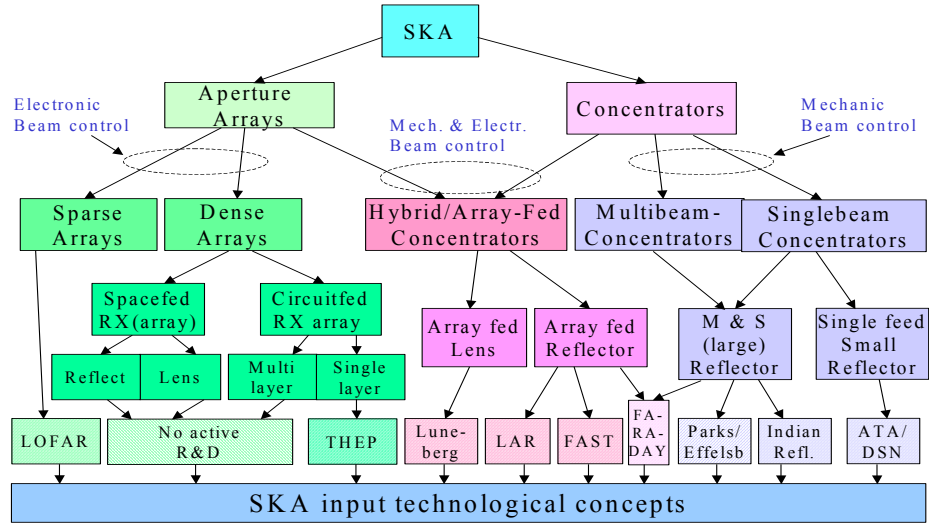 SKA
Aperture
Arrays
Concentrators
Electronic
Beam control
Mech. & Electr.
Beam control
Mechanic
Beam control
Sparse
Arrays
Dense
Arrays
Hybrid/Array-Fed
Concentrators
Multibeam-
Concentrators
Singlebeam
Concentrators
Spacefed
RX(array)
Circuitfed
RX array
Array fed
Lens
Array fed
Reflector
M & S
(large)
Reflector
Single feed
Small
Reflector
Reflect
Lens
Multi
layer
Single
layer
LOFAR
No active
R&D
THEP
Lune-
berg
LAR
FAST
FA-
RA-
DAY
Parks/
Effelsb
Indian
Refl.
ATA/
DSN
SKA input technological concepts